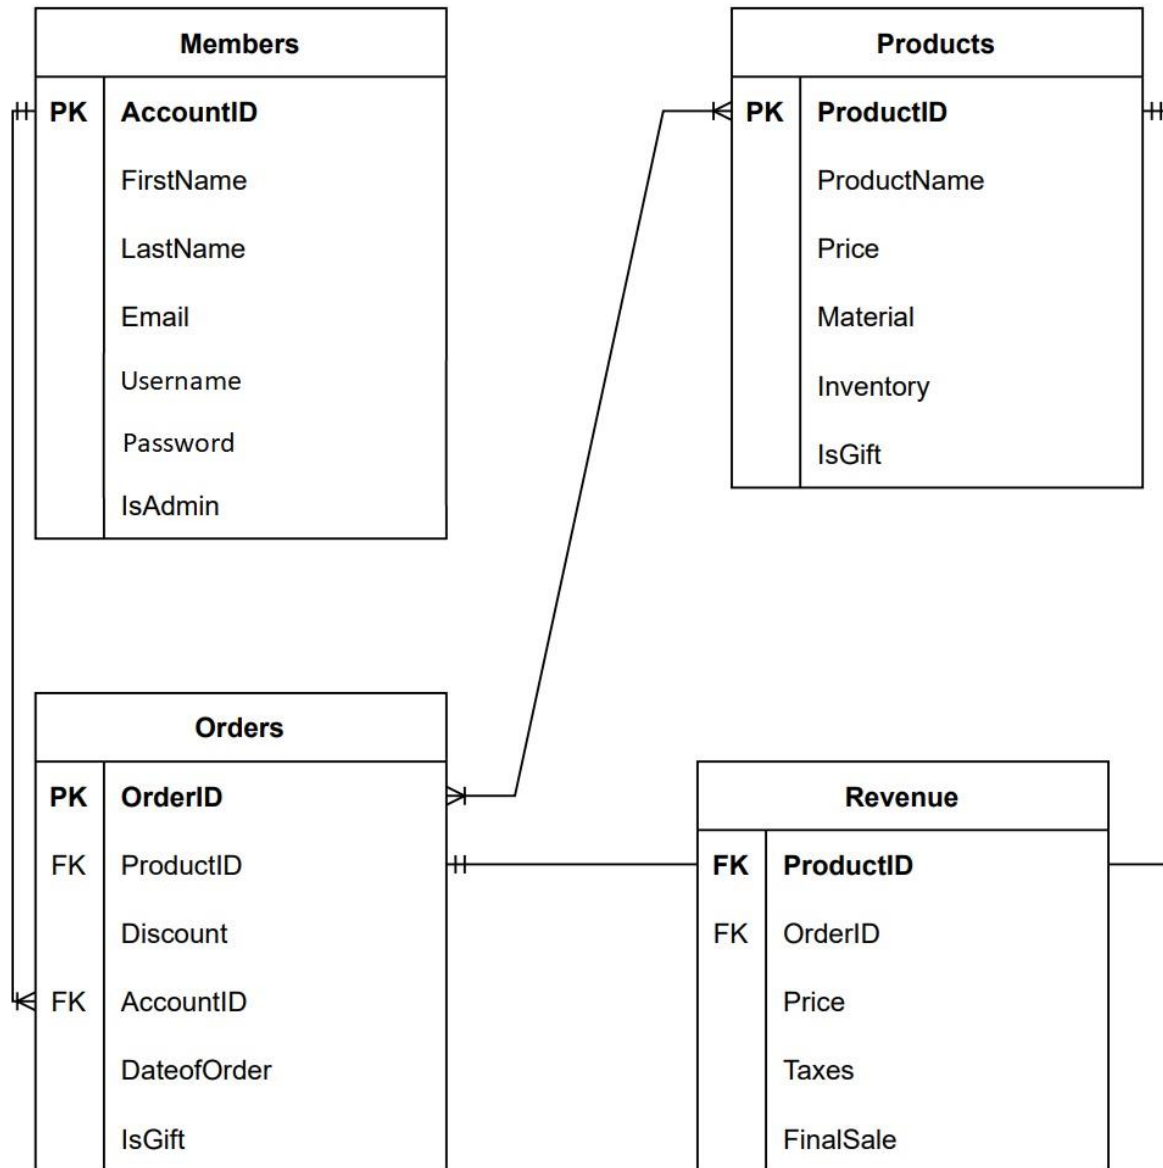 Members
PK AccountID
FirstName
LastName
Email
Username
Password
IsAdmin
Products
PK ProductID
ProductName
Price
Material
Inventory
IsGift
Orders
PK OrderID
FK ProductID
Discount
FK AccountID
DateofOrder
IsGift
Revenue
FK ProductID
FK OrderID
Price
Taxes
FinalSale